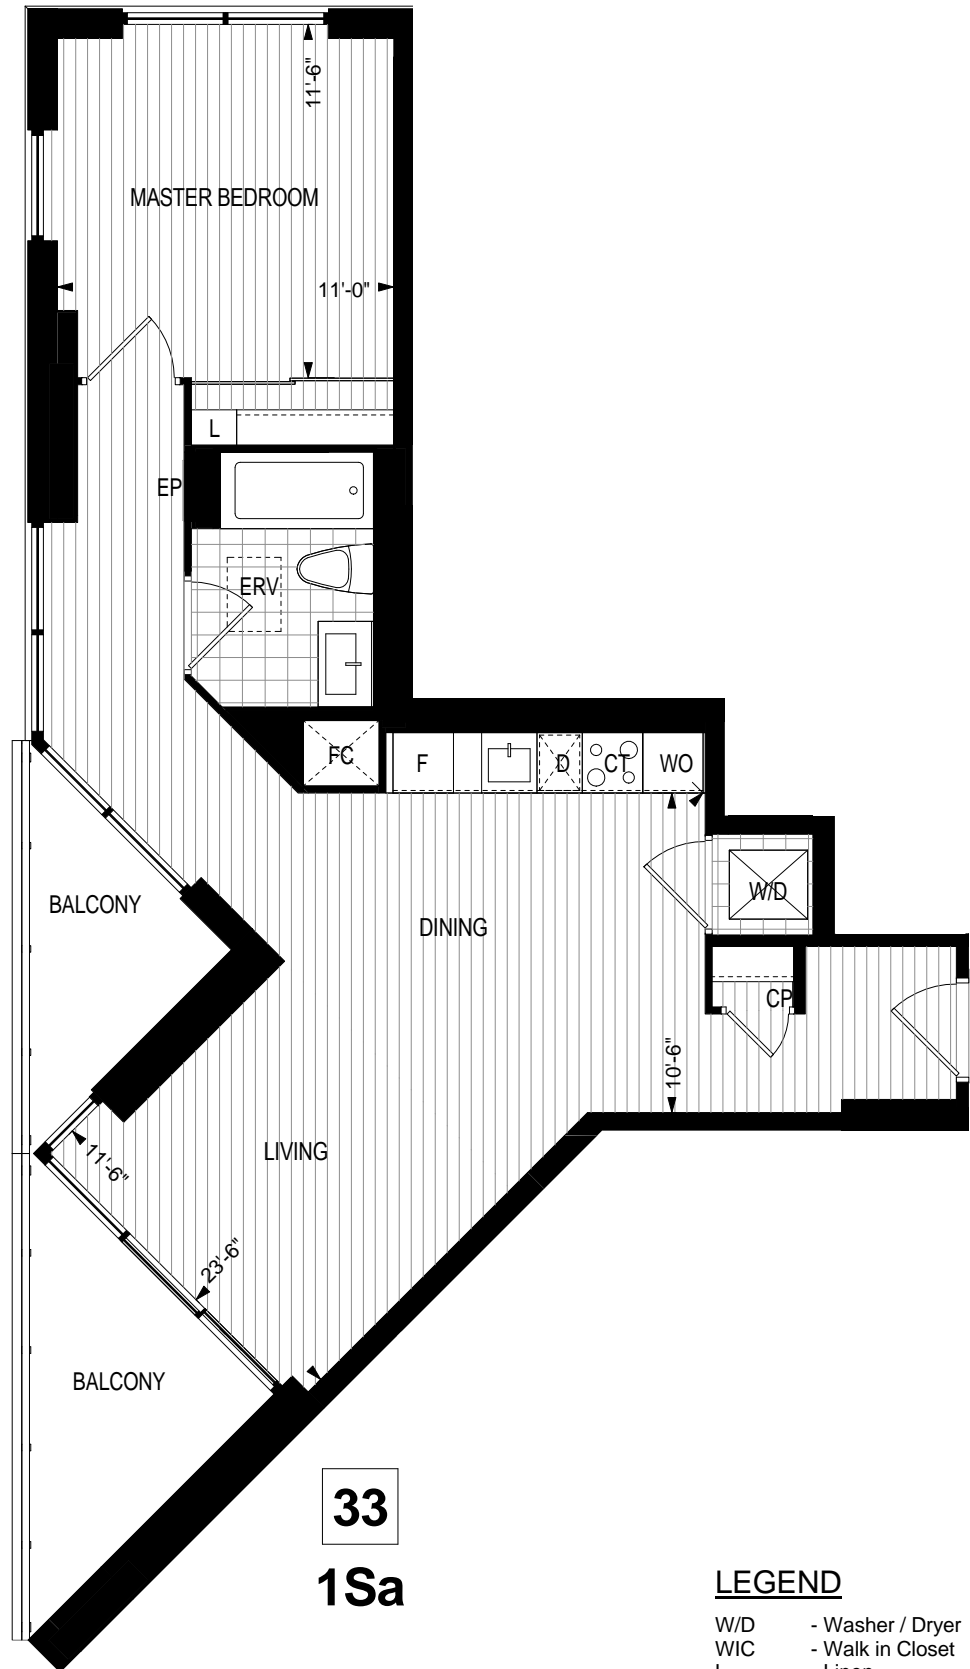 11'-6"
MASTER BEDROOM
11'-0"
L
EP
ERV
FC
F
D
CT
WO
BALCONY
W/D
DINING
CP
10'-6"
LIVING
11'-6"
23'-6"
BALCONY
33
1Sa
LEGEND
W/D - Washer / Dryer
WIC - Walk in Closet
L - Linen